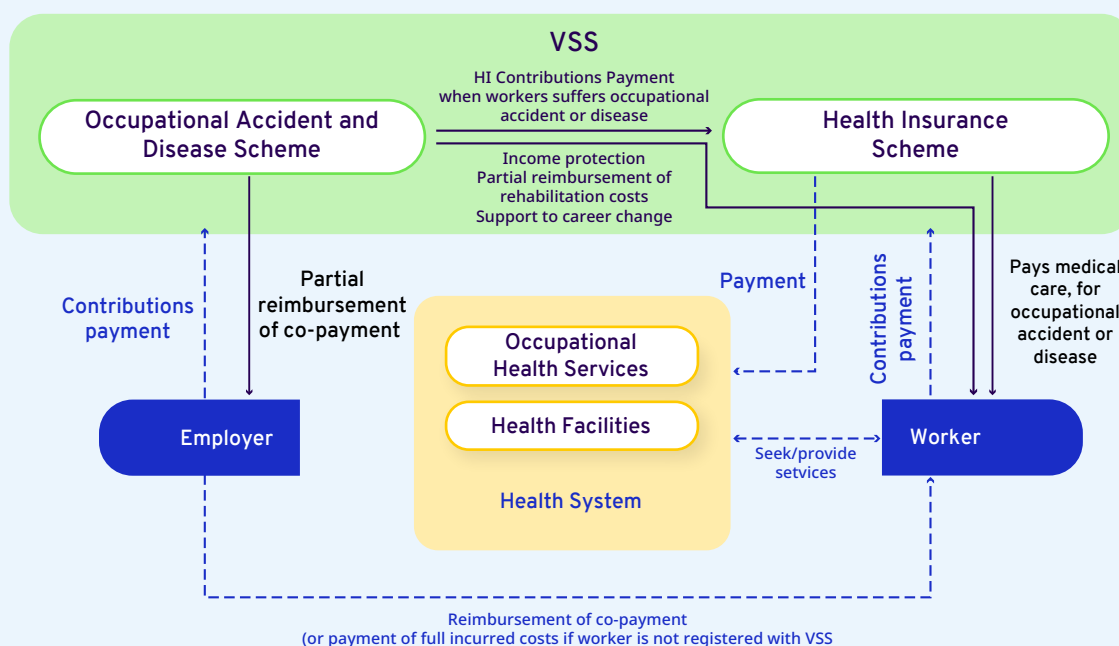 VSS
HI Contributions Payment
when workers suffers occupational
accident or disease
Occupational Accident and
Disease Scheme
Health Insurance
Scheme
Income protection
Partial reimbursement of
rehabilitation costs
Support to career change
Contributions
payment
Partial
reimbursement
of co-payment
Payment
Contributions
payment
Pays medical
care, for
occupational
accident or
disease
Occupational
Health Services
Health Facilities
Health System
Employer
Worker
Seek/provide
setvices
Reimbursement of co-payment
(or payment of full incurred costs if worker is not registered with VSS